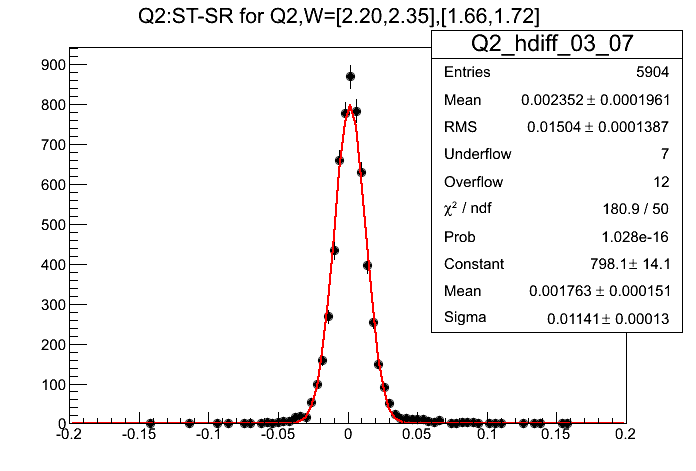 Q2:ST-SR for Q2,W=[2.20,2.35],[1.66,1.72]
Q2_hdiff_03_07
Entries 5904
Mean 0.002352 ± 0.0001961
RMS 0.01504 ± 0.0001387
Underflow 7
Overflow 12
χ² / ndf 180.9 / 50
Prob 1.028e-16
Constant 798.1 ± 14.1
Mean 0.001763 ± 0.000151
Sigma 0.01141 ± 0.00013
900
800
700
600
500
400
300
200
100
0
-0.2 -0.15 -0.1 -0.05 0 0.05 0.1 0.15 0.2